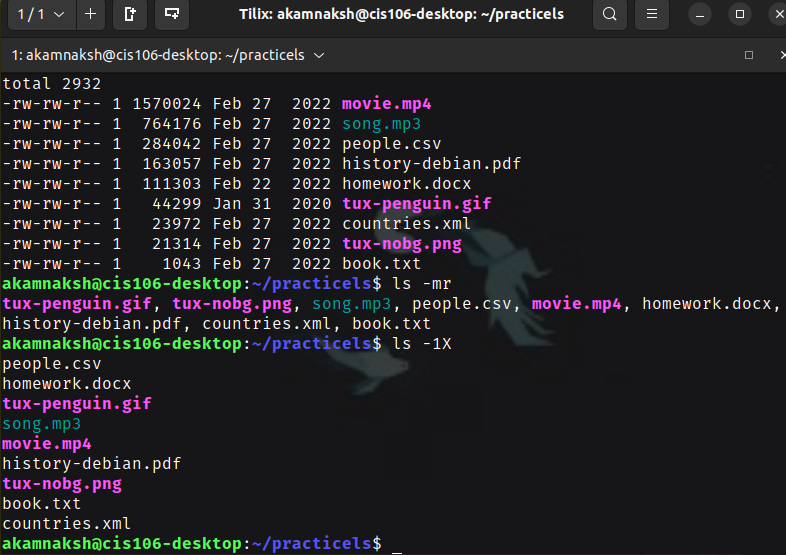 1 / 1
Tilix: akamnaksh@cis106-desktop: ~/practicels
1: akamnaksh@cis106-desktop: ~/practicels
total 2932
-rw-rw-r-- 1 1570024 Feb 27  2022 movie.mp4
-rw-rw-r-- 1  764176 Feb 27  2022 song.mp3
-rw-rw-r-- 1  284042 Feb 27  2022 people.csv
-rw-rw-r-- 1  163057 Feb 27  2022 history-debian.pdf
-rw-rw-r-- 1  111303 Feb 22  2022 homework.docx
-rw-rw-r-- 1   44299 Jan 31  2020 tux-penguin.gif
-rw-rw-r-- 1   23972 Feb 27  2022 countries.xml
-rw-rw-r-- 1   21314 Feb 27  2022 tux-nobg.png
-rw-rw-r-- 1    1043 Feb 27  2022 book.txt
akamnaksh@cis106-desktop:~/practicels$ ls -mr
tux-penguin.gif, tux-nobg.png, song.mp3, people.csv, movie.mp4, homework.docx,
history-debian.pdf, countries.xml, book.txt
akamnaksh@cis106-desktop:~/practicels$ ls -1X
people.csv
homework.docx
tux-penguin.gif
song.mp3
movie.mp4
history-debian.pdf
tux-nobg.png
book.txt
countries.xml
akamnaksh@cis106-desktop:~/practicels$ _